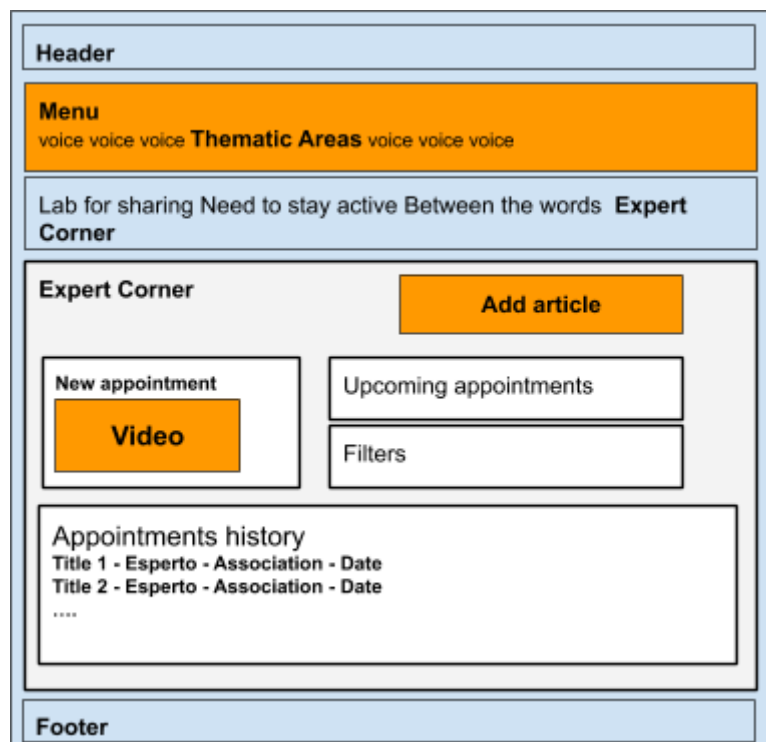 Header
Menu
voice voice voice Thematic Areas voice voice voice
Lab for sharing Need to stay active Between the words Expert
Corner
Expert Corner
Add article
New appointment
Video
Upcoming appointments
Filters
Appointments history
Title 1 - Esperto - Association - Date
Title 2 - Esperto - Association - Date
....
Footer